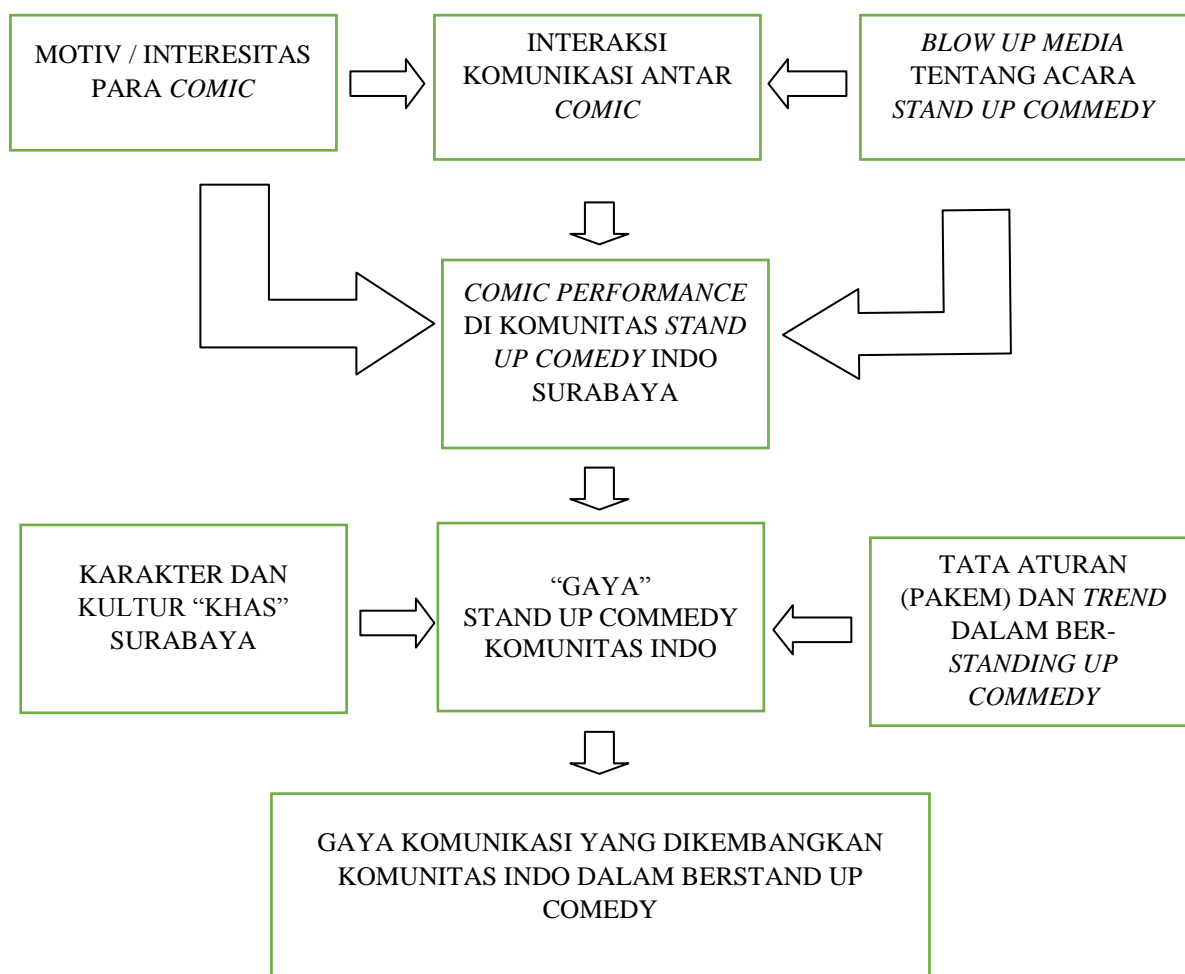 MOTIV / INTERESITAS
PARA COMIC
INTERAKSI
KOMUNIKASI ANTAR
COMIC
BLOW UP MEDIA
TENTANG ACARA
STAND UP COMMEDY
COMIC PERFORMANCE
DI KOMUNITAS STAND
UP COMEDY INDO
SURABAYA
KARAKTER DAN
KULTUR “KHAS”
SURABAYA
“GAYA”
STAND UP COMMEDY
KOMUNITAS INDO
TATA ATURAN
(PAKEM) DAN TREND
DALAM BER-
STANDING UP
COMMEDY
GAYA KOMUNIKASI YANG DIKEMBANGKAN
KOMUNITAS INDO DALAM BERSTAND UP
COMEDY